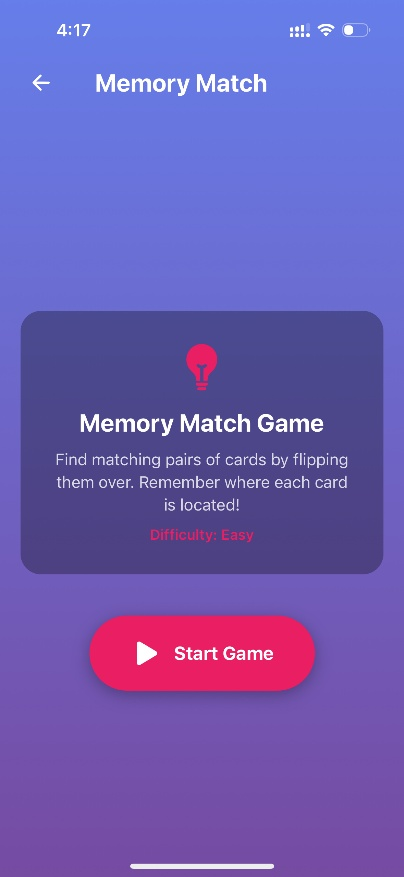 4:17
Memory Match
Memory Match Game
Find matching pairs of cards by flipping
them over. Remember where each card
is located!
Difficulty: Easy
Start Game